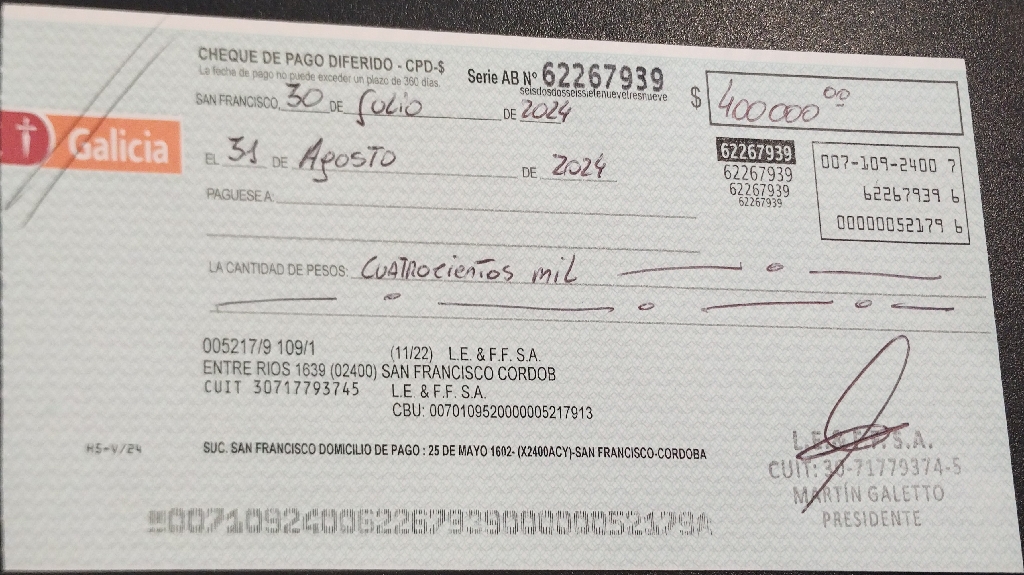 CHEQUE DE PAGO DIFERIDO - CPD-$
La fecha de pago no puede exceder un plazo de 360 días.
Serie AB Nº 62267939
seisdosdosseissietenuevetresnueve
$ 400000 00
SAN FRANCISCO, 30 DE Julio DE 2024
Galicia
EL 31 DE Agosto DE 2024
62267939
62267939
62267939
62267939
007-109-2400 7
62267939 6
00000052179 6
PAGUESE A:
LA CANTIDAD DE PESOS: Cuatrocientos mil
005217/9 109/1 (11/22) L.E. & F.F. S.A.
ENTRE RIOS 1639 (02400) SAN FRANCISCO CORDOB
CUIT 30717793745 L.E. & F.F. S.A.
CBU: 0070109520000005217913
HS-V/24
SUC. SAN FRANCISCO DOMICILIO DE PAGO : 25 DE MAYO 1602- (X2400ACY)-SAN FRANCISCO-CORDOBA
L.E. & F.F. S.A.
CUIT: 30-71779374-5
MARTÍN GALETTO
PRESIDENTE